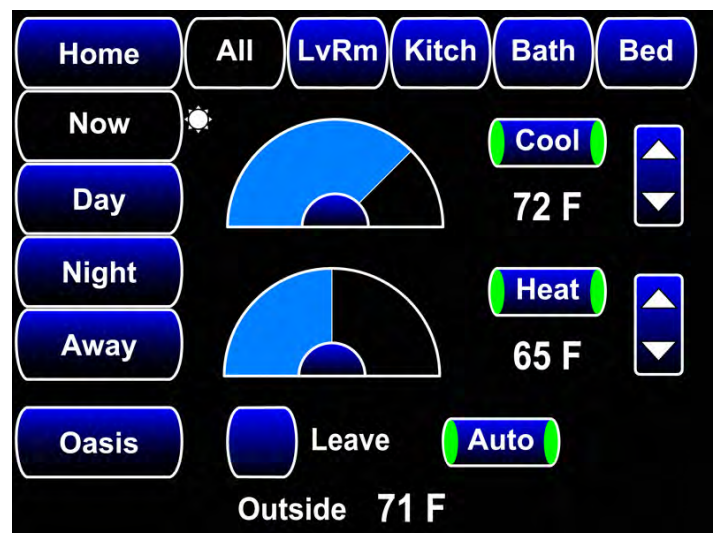 Home All LvRm Kitch Bath Bed
Now
Cool
Day
72 F
Night
Heat
Away
65 F
Oasis
Leave
Auto
Outside 71 F